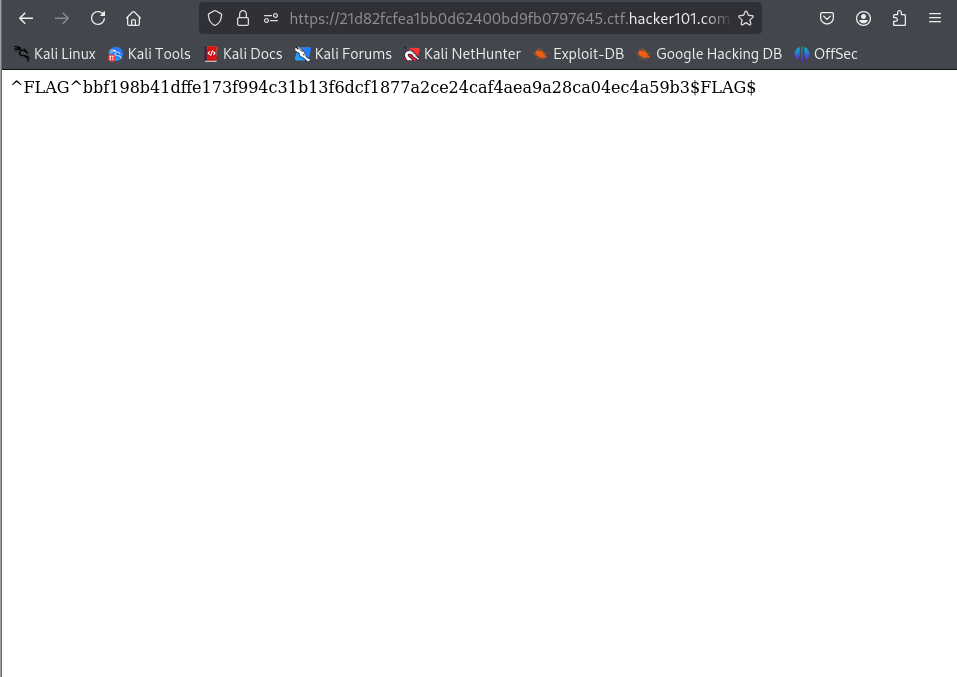 https://21d82fcfea1bb0d62400bd9fb0797645.ctf.hacker101.com
Kali Linux Kali Tools Kali Docs Kali Forums Kali NetHunter Exploit-DB Google Hacking DB OffSec
^FLAG^bbf198b41dffe173f994c31b13f6dcf1877a2ce24caf4aea9a28ca04ec4a59b3$FLAG$